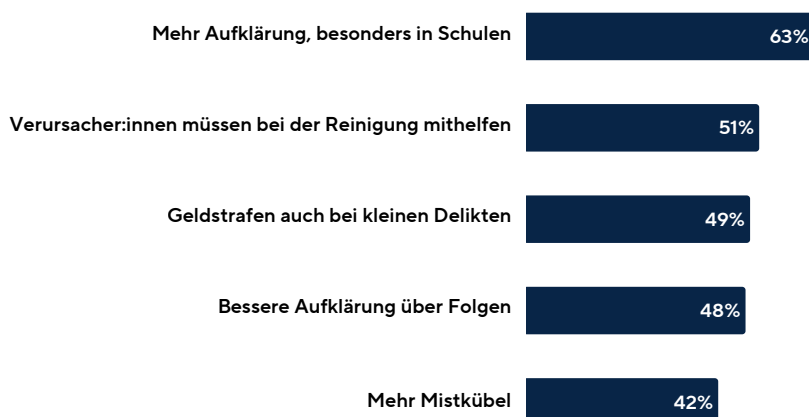 Mehr Aufklärung, besonders in Schulen 63%
Verursacher:innen müssen bei der Reinigung mithelfen 51%
Geldstrafen auch bei kleinen Delikten 49%
Bessere Aufklärung über Folgen 48%
Mehr Mistkübel 42%